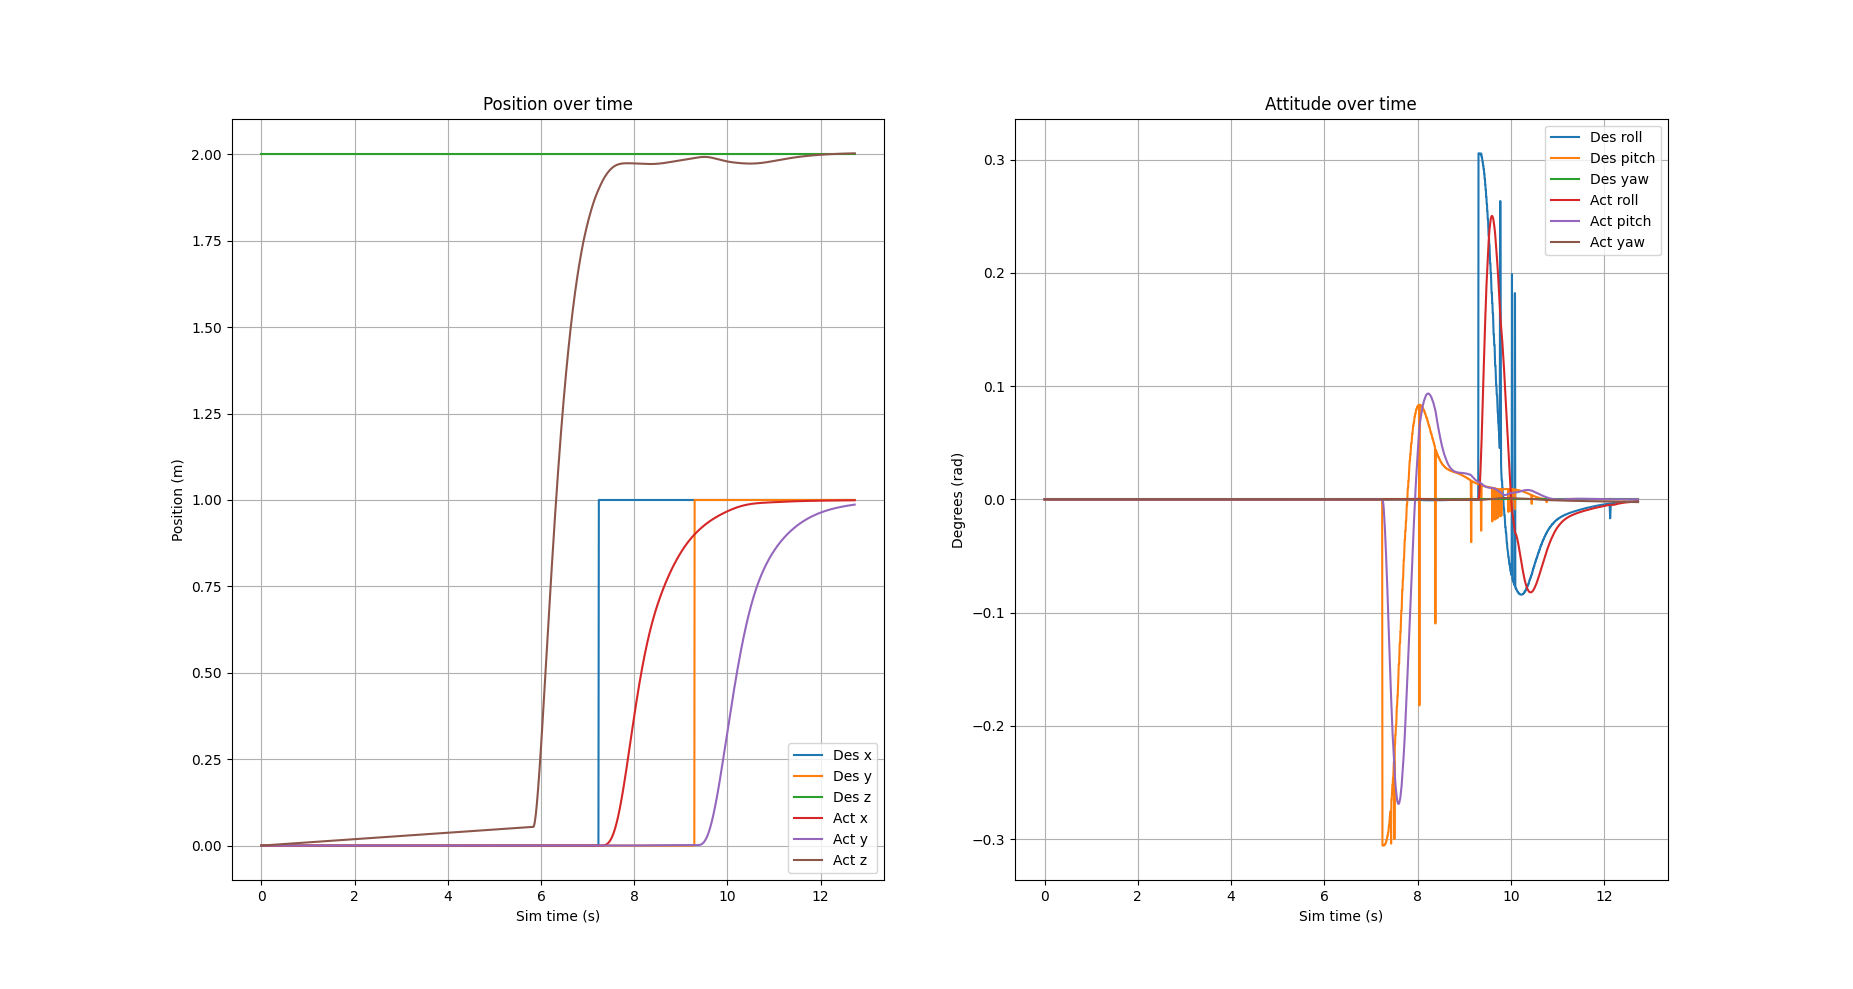 Position over time
Position (m)
2.00
1.75
1.50
1.25
1.00
0.75
0.50
0.25
0.00
0 2 4 6 8 10 12
Sim time (s)
Des x
Des y
Des z
Act x
Act y
Act z
Attitude over time
Degrees (rad)
0.3
0.2
0.1
0.0
−0.1
−0.2
−0.3
0 2 4 6 8 10 12
Sim time (s)
Des roll
Des pitch
Des yaw
Act roll
Act pitch
Act yaw